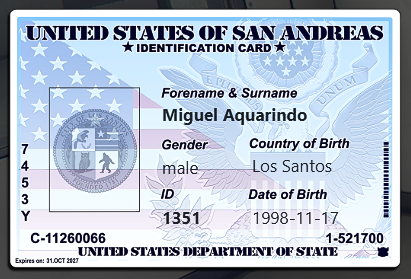 UNITED STATES OF SAN ANDREAS
★ IDENTIFICATION CARD ★
Forename & Surname
Miguel Aquarindo
Gender Country of Birth
male Los Santos
ID Date of Birth
1351 1998-11-17
7
4
5
3
Y
C-11260066 1-521700
UNITED STATES DEPARTMENT OF STATE
Expires on: 31.OCT 2027